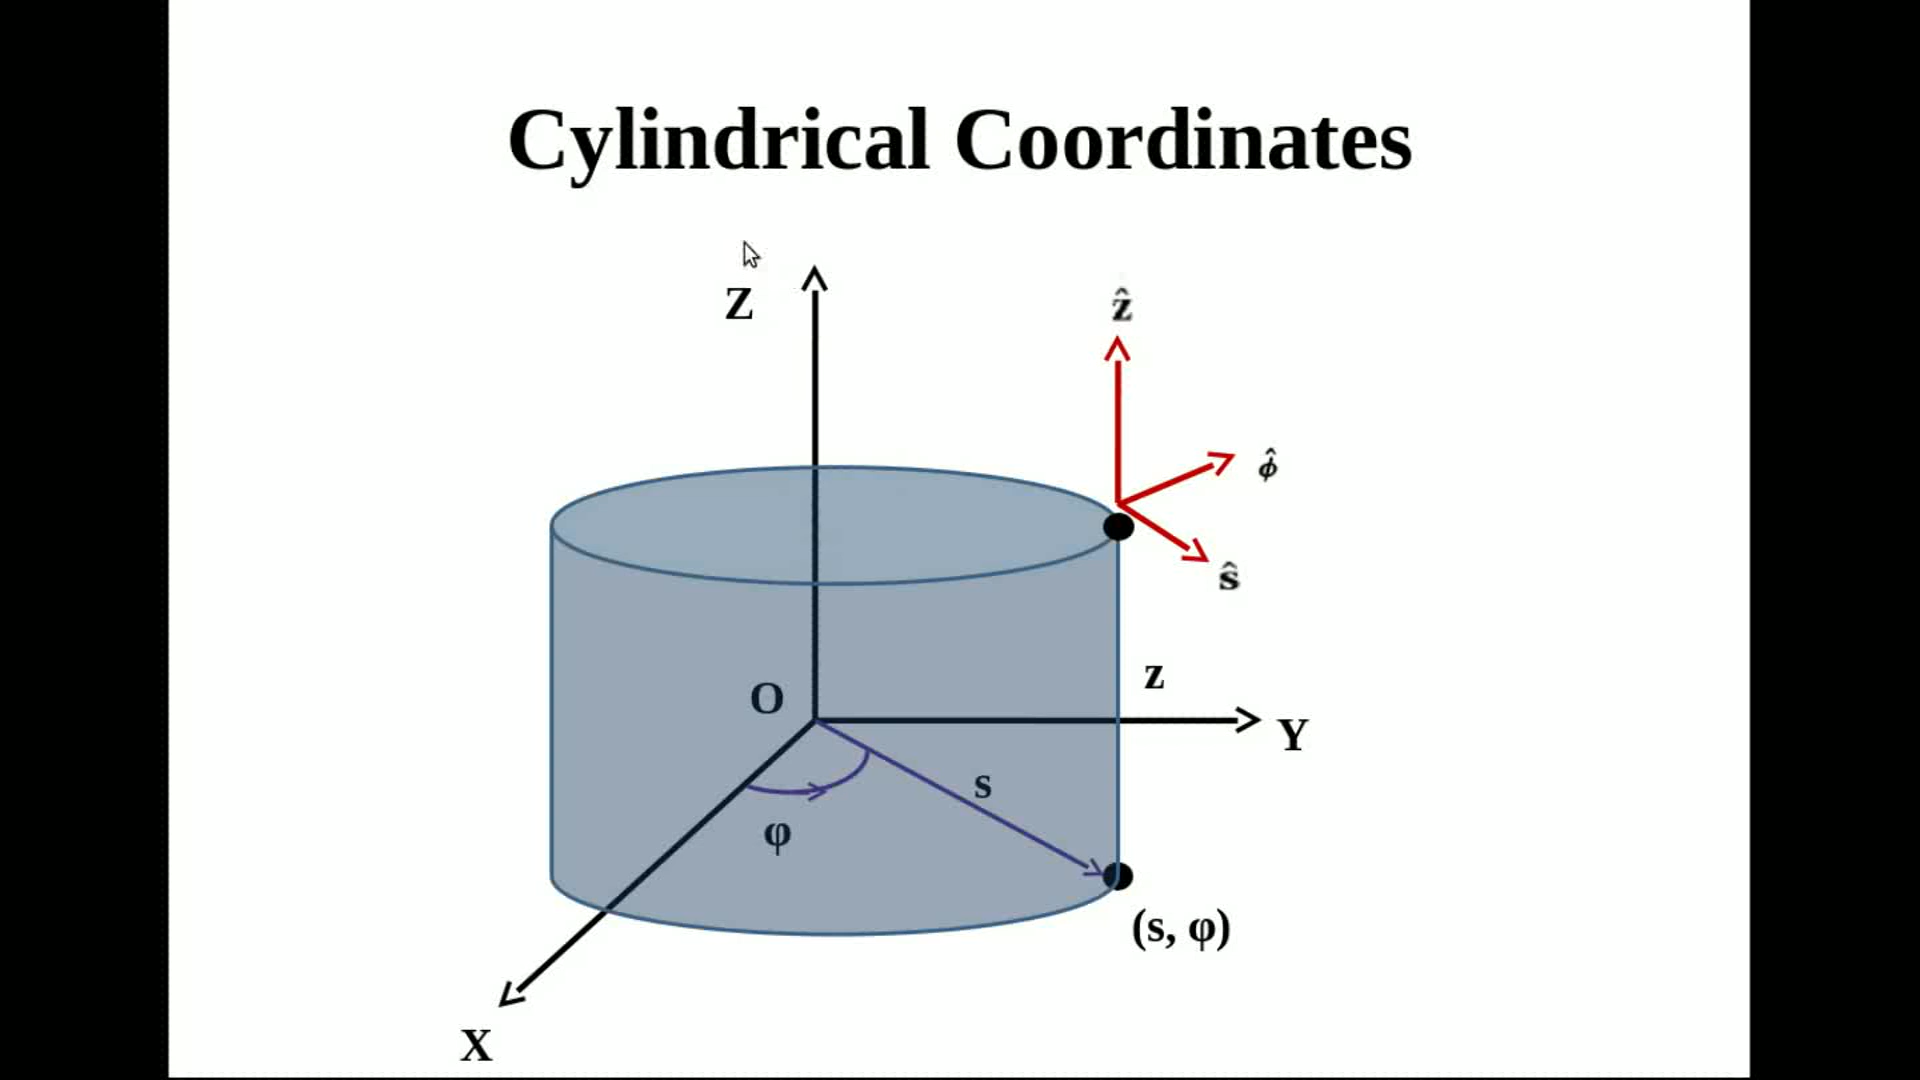 Cylindrical Coordinates
Z
ẑ
ϕ̂
ŝ
O
z
Y
s
φ
(s, φ)
X